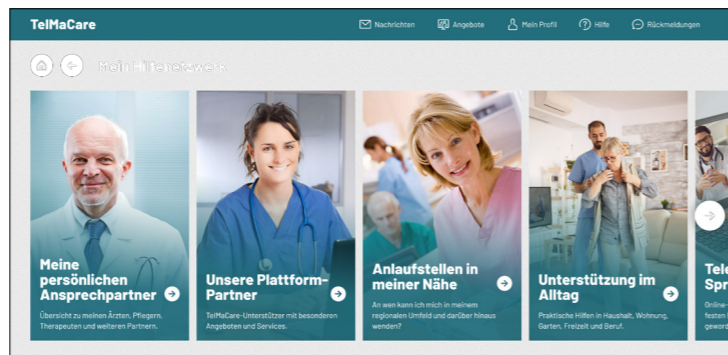 TelMaCare
Nachrichten
Angebote
Mein Profil
Hilfe
Rückmeldungen
Mein Hilfenetzwerk
Meine
persönlichen
Ansprechpartner
Übersicht zu meinen Ärzten, Pflegern,
Therapeuten und weiteren Partnern.
Unsere Plattform-
Partner
TelMaCare-Unterstützer mit besonderen
Angeboten und Services.
Anlaufstellen in
meiner Nähe
An wen kann ich mich in meinem
regionalen Umfeld und darüber hinaus
wenden?
Unterstützung im
Alltag
Praktische Hilfen in Haushalt, Wohnung,
Garten, Freizeit und Beruf.
Tele
Spr
Online-
festen
geword